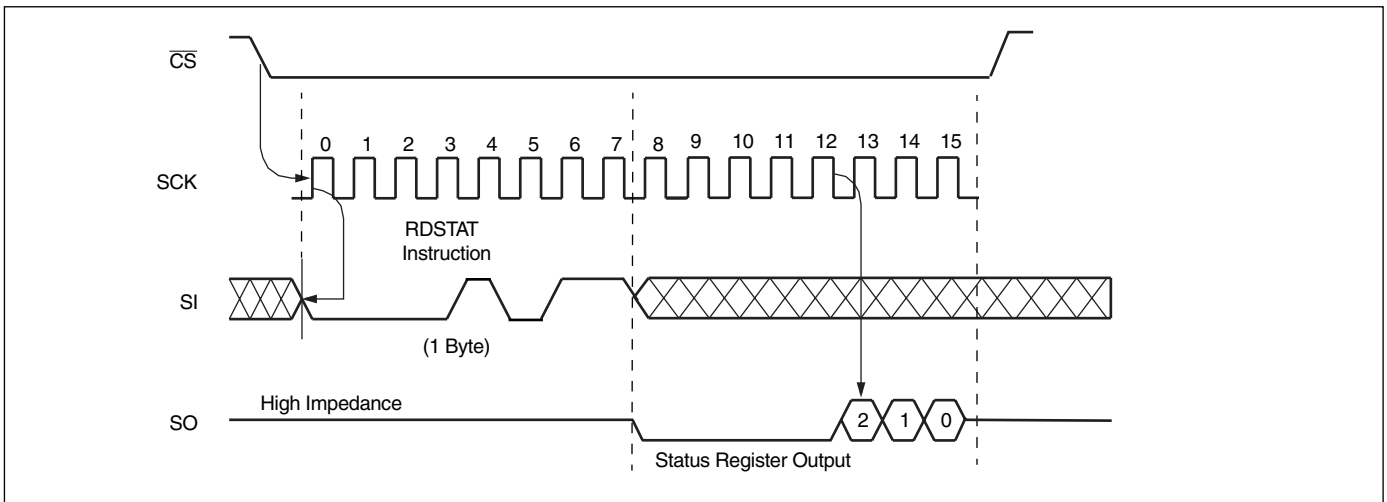 C̅S̅
0 1 2 3 4 5 6 7 8 9 10 11 12 13 14 15
SCK
RDSTAT
Instruction
SI
(1 Byte)
High Impedance
SO
2 1 0
Status Register Output